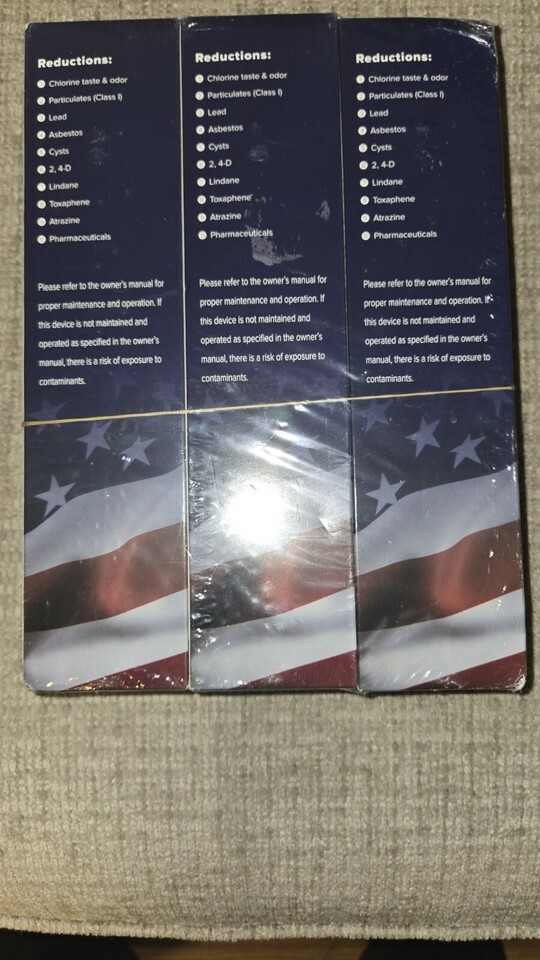 Reductions:
Chlorine taste & odor
Particulates (Class I)
Lead
Asbestos
Cysts
2, 4-D
Lindane
Toxaphene
Atrazine
Pharmaceuticals
Please refer to the owner's manual for
proper maintenance and operation. If
this device is not maintained and
operated as specified in the owner's
manual, there is a risk of exposure to
contaminants.
Reductions:
Chlorine taste & odor
Particulates (Class I)
Lead
Asbestos
Cysts
2, 4-D
Lindane
Toxaphene
Atrazine
Pharmaceuticals
Please refer to the owner's manual for
proper maintenance and operation. If
this device is not maintained and
operated as specified in the owner's
manual, there is a risk of exposure to
contaminants.
Reductions:
Chlorine taste & odor
Particulates (Class I)
Lead
Asbestos
Cysts
2, 4-D
Lindane
Toxaphene
Atrazine
Pharmaceuticals
Please refer to the owner's manual for
proper maintenance and operation. If
this device is not maintained and
operated as specified in the owner's
manual, there is a risk of exposure to
contaminants.